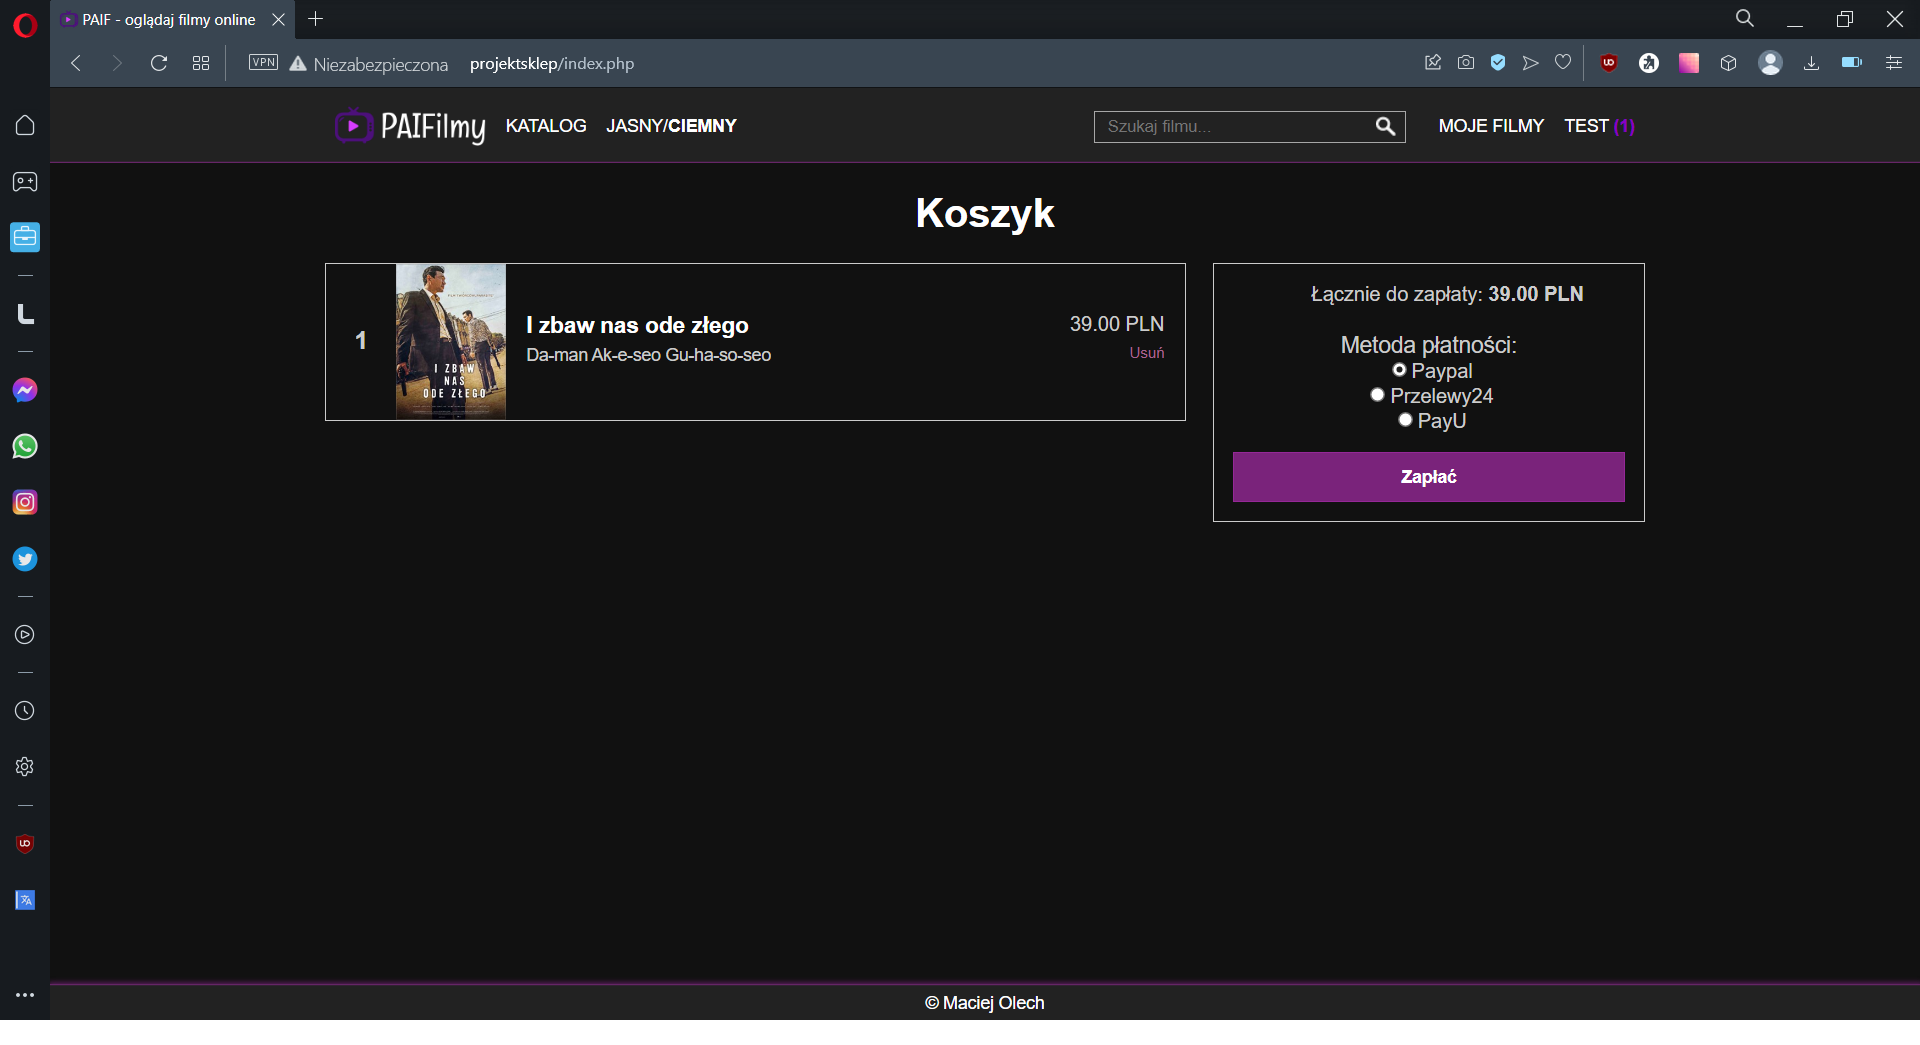 PAIF - oglądaj filmy online
VPN Niezabezpieczona projektsklep/index.php
PAIFilmy KATALOG JASNY/CIEMNY Szukaj filmu... MOJE FILMY TEST (1)
Koszyk
1
I ZBAW
NAS
ODE ZŁEGO
I zbaw nas ode złego
Da-man Ak-e-seo Gu-ha-so-seo
39.00 PLN
Usuń
Łącznie do zapłaty: 39.00 PLN
Metoda płatności:
Paypal
Przelewy24
PayU
Zapłać
© Maciej Olech